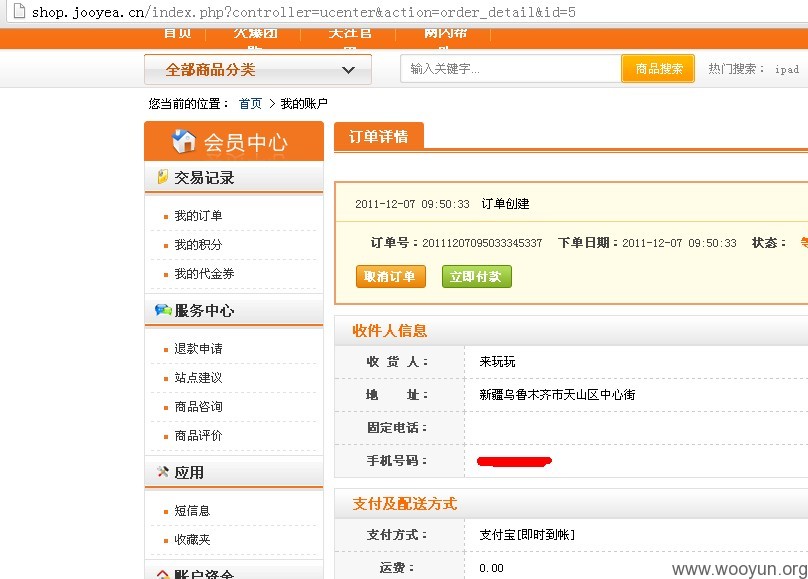 shop.jooyea.cn/index.php?controller=ucenter&action=order_detail&id=5
首页 火爆团 关注官 网内帮
全部商品分类 输入关键字... 商品搜索 热门搜索： ipad
您当前的位置： 首页 > 我的账户
会员中心
交易记录
我的订单
我的积分
我的代金券
服务中心
退款申请
站点建议
商品咨询
商品评价
应用
短信息
收藏夹
账户资金
订单详情
2011-12-07 09:50:33 订单创建
订单号：20111207095033345337 下单日期：2011-12-07 09:50:33 状态：
取消订单 立即付款
收件人信息
收 货 人： 来玩玩
地 址： 新疆乌鲁木齐市天山区中心街
固定电话：
手机号码：
支付及配送方式
支付方式： 支付宝[即时到帐]
运费： 0.00
www.wooyun.org